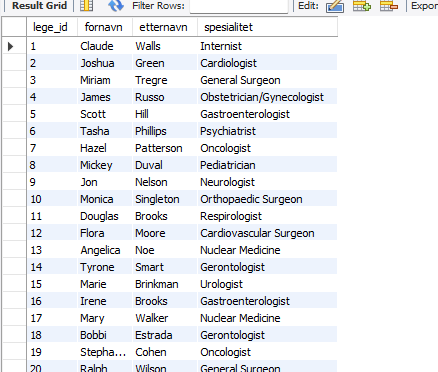 Result Grid Filter Rows: Edit: Expor
lege_id fornavn etternavn spesialitet
1 Claude Walls Internist
2 Joshua Green Cardiologist
3 Miriam Tregre General Surgeon
4 James Russo Obstetrician/Gynecologist
5 Scott Hill Gastroenterologist
6 Tasha Phillips Psychiatrist
7 Hazel Patterson Oncologist
8 Mickey Duval Pediatrician
9 Jon Nelson Neurologist
10 Monica Singleton Orthopaedic Surgeon
11 Douglas Brooks Respirologist
12 Flora Moore Cardiovascular Surgeon
13 Angelica Noe Nuclear Medicine
14 Tyrone Smart Gerontologist
15 Marie Brinkman Urologist
16 Irene Brooks Gastroenterologist
17 Mary Walker Nuclear Medicine
18 Bobbi Estrada Gerontologist
19 Stepha... Cohen Oncologist
20 Ralph Wilson General Surgeon